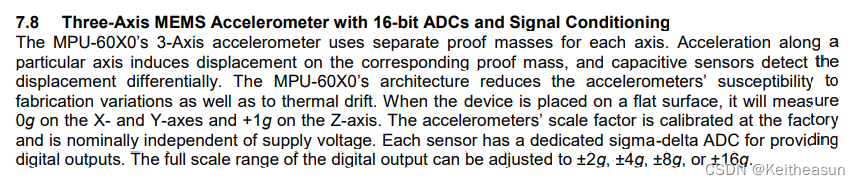 7.8 Three-Axis MEMS Accelerometer with 16-bit ADCs and Signal Conditioning
The MPU-60X0's 3-Axis accelerometer uses separate proof masses for each axis. Acceleration along a
particular axis induces displacement on the corresponding proof mass, and capacitive sensors detect the
displacement differentially. The MPU-60X0's architecture reduces the accelerometers' susceptibility to
fabrication variations as well as to thermal drift. When the device is placed on a flat surface, it will measure
0g on the X- and Y-axes and +1g on the Z-axis. The accelerometers' scale factor is calibrated at the factory
and is nominally independent of supply voltage. Each sensor has a dedicated sigma-delta ADC for providing
digital outputs. The full scale range of the digital output can be adjusted to ±2g, ±4g, ±8g, or ±16g.
CSDN @Keitheasun